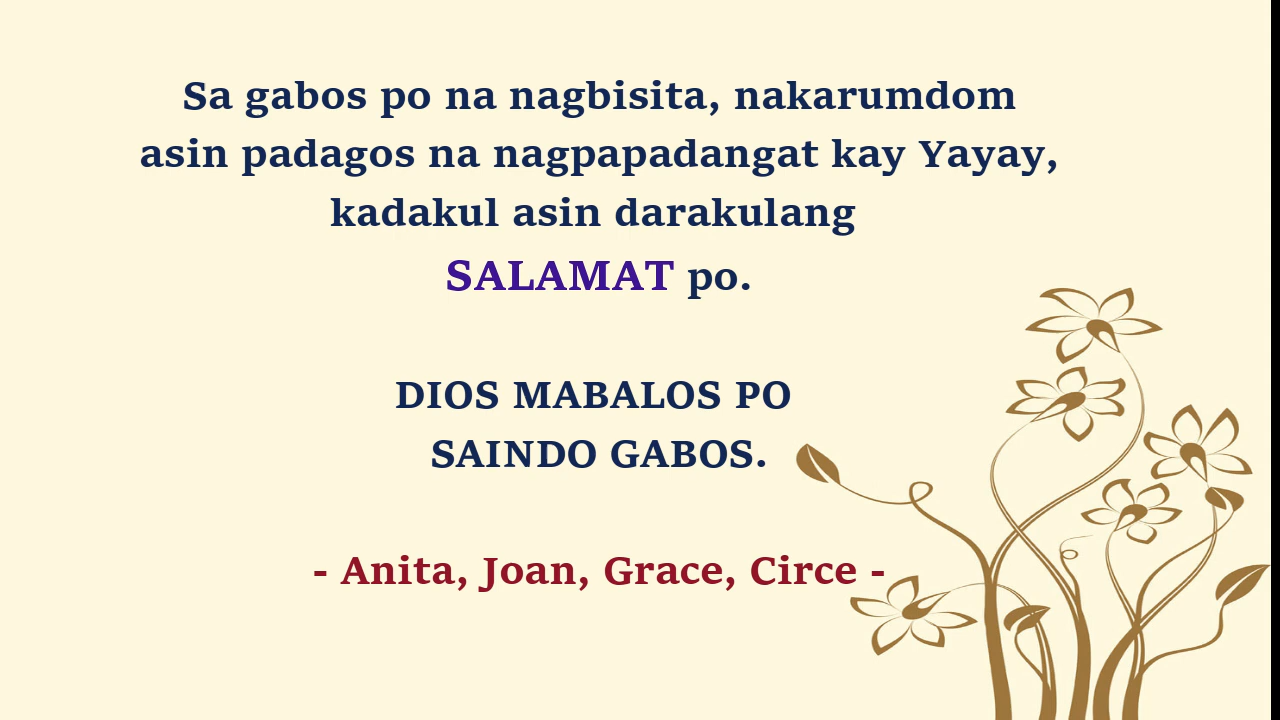 Sa gabos po na nagbisita, nakarumdom
asin padagos na nagpapadangat kay Yayay,
kadakul asin darakulang
SALAMAT po.
DIOS MABALOS PO
SAINDO GABOS.
- Anita, Joan, Grace, Circe -